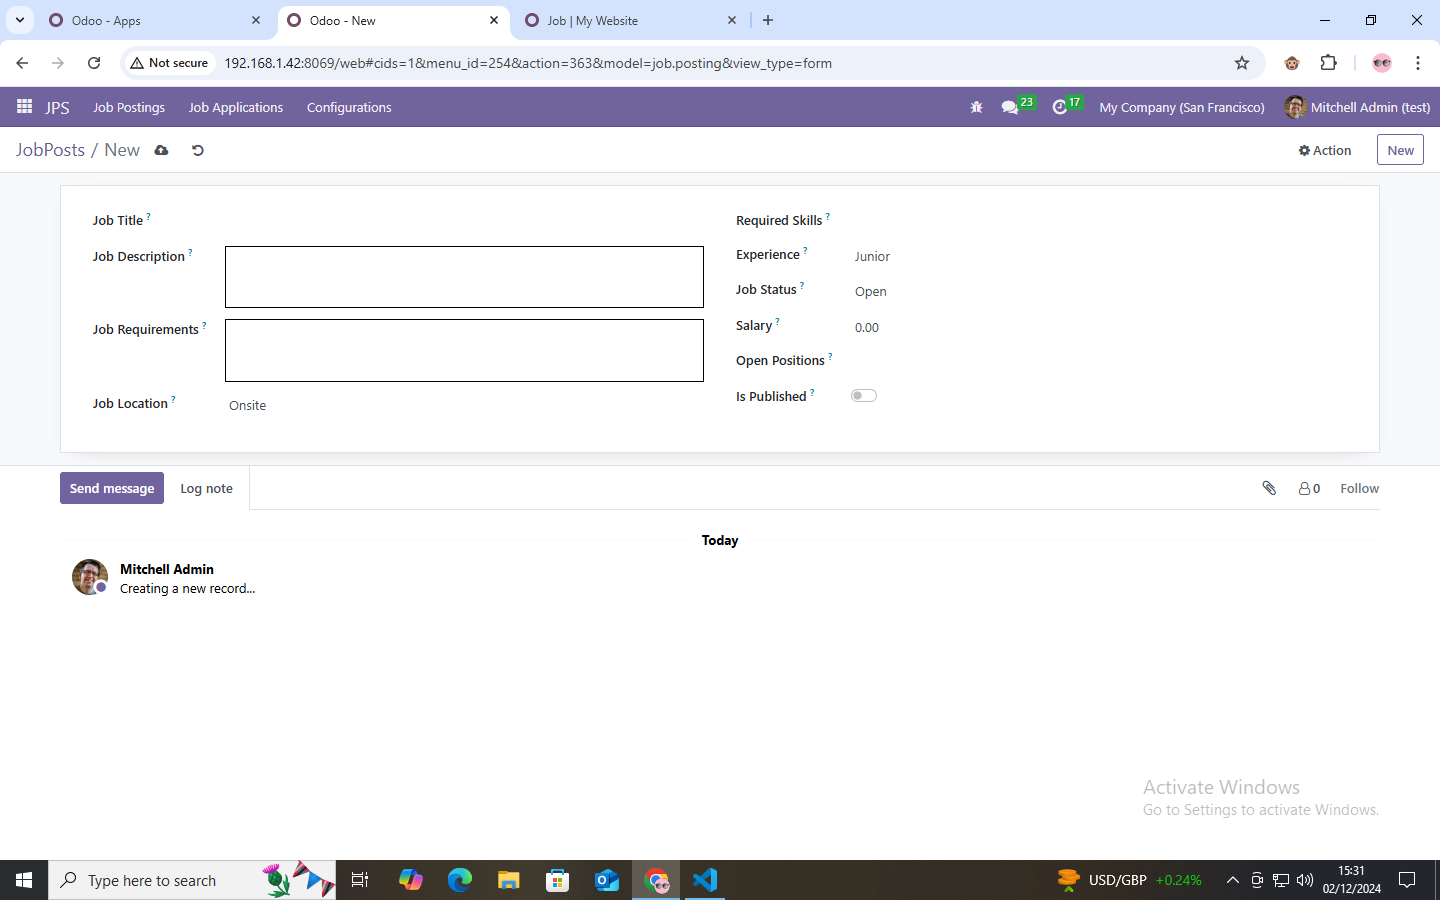 Odoo - Apps
Odoo - New
Job | My Website
Not secure
192.168.1.42:8069/web#cids=1&menu_id=254&action=363&model=job.posting&view_type=form
JPS
Job Postings
Job Applications
Configurations
23
17
My Company (San Francisco)
Mitchell Admin (test)
JobPosts / New
Action
New
Job Title ?
Required Skills ?
Job Description ?
Experience ?
Junior
Job Status ?
Open
Job Requirements ?
Salary ?
0.00
Open Positions ?
Is Published ?
Job Location ?
Onsite
Send message
Log note
0
Follow
Today
Mitchell Admin
Creating a new record...
Activate Windows
Go to Settings to activate Windows.
Type here to search
USD/GBP +0.24%
15:31
02/12/2024